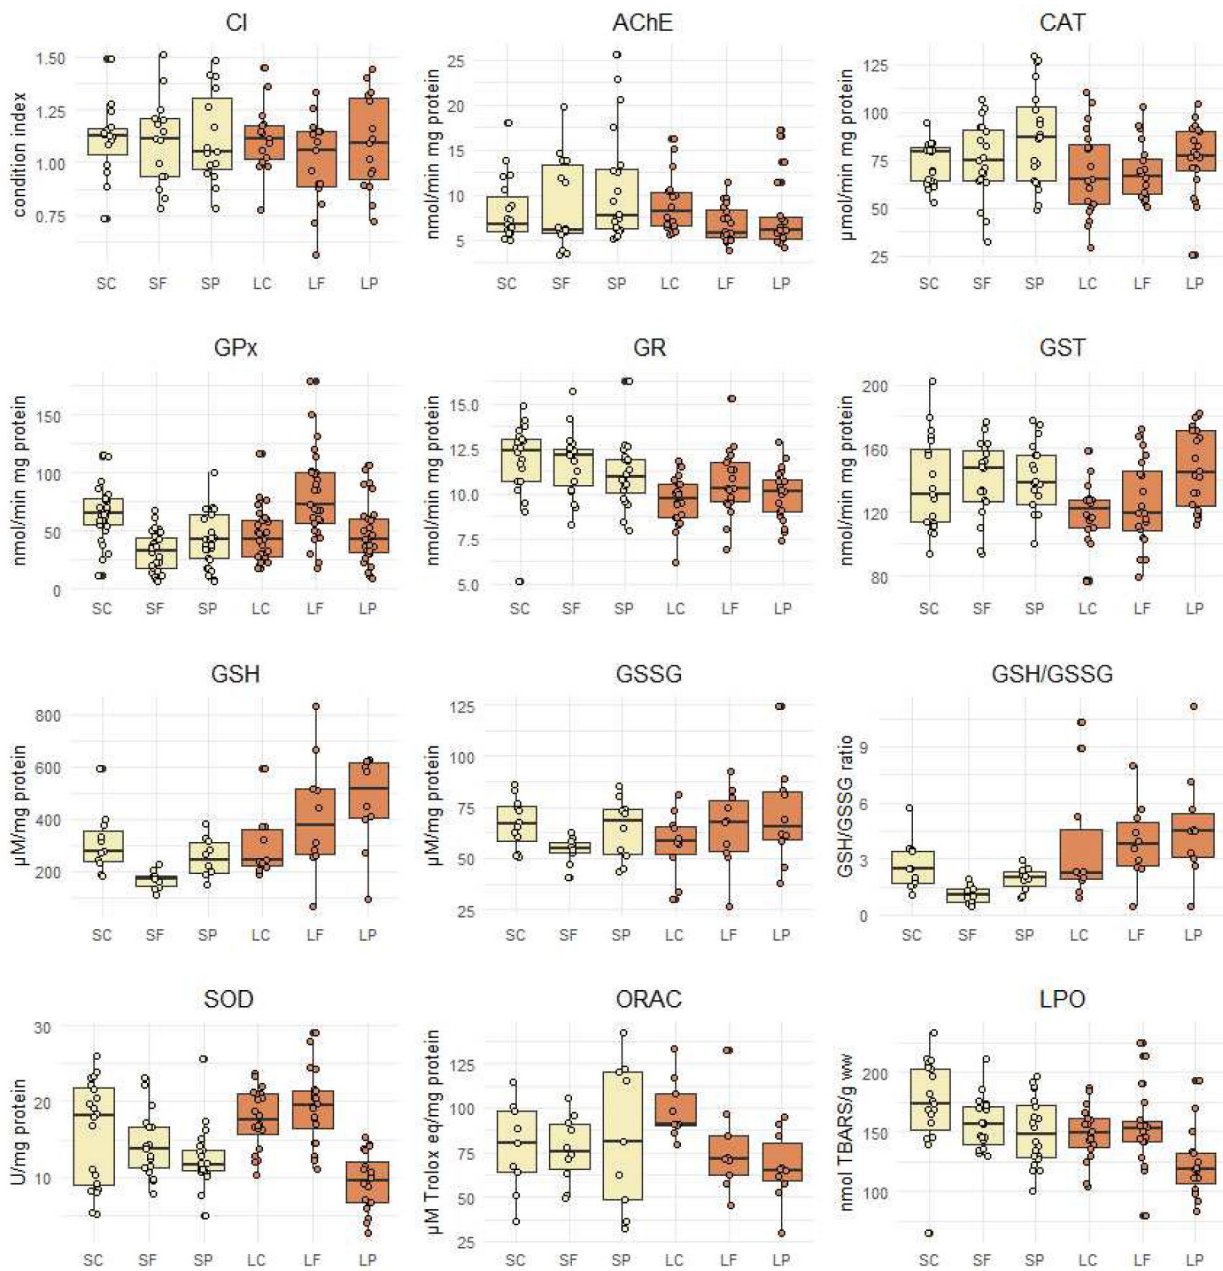 CI
condition index
1.50
1.25
1.00
0.75
SC SF SP LC LF LP
AChE
nmol/min mg protein
25
20
15
10
5
SC SF SP LC LF LP
CAT
µmol/min mg protein
125
100
75
50
25
SC SF SP LC LF LP
GPx
nmol/min mg protein
150
100
50
0
SC SF SP LC LF LP
GR
nmol/min mg protein
15.0
12.5
10.0
7.5
5.0
SC SF SP LC LF LP
GST
nmol/min mg protein
200
160
120
80
SC SF SP LC LF LP
GSH
µM/mg protein
800
600
400
200
SC SF SP LC LF LP
GSSG
µM/mg protein
125
100
75
50
25
SC SF SP LC LF LP
GSH/GSSG
GSH/GSSG ratio
9
6
3
0
SC SF SP LC LF LP
SOD
U/mg protein
30
20
10
SC SF SP LC LF LP
ORAC
µM Trolox eq/mg protein
125
100
75
50
25
SC SF SP LC LF LP
LPO
nmol TBARS/g ww
200
150
100
SC SF SP LC LF LP